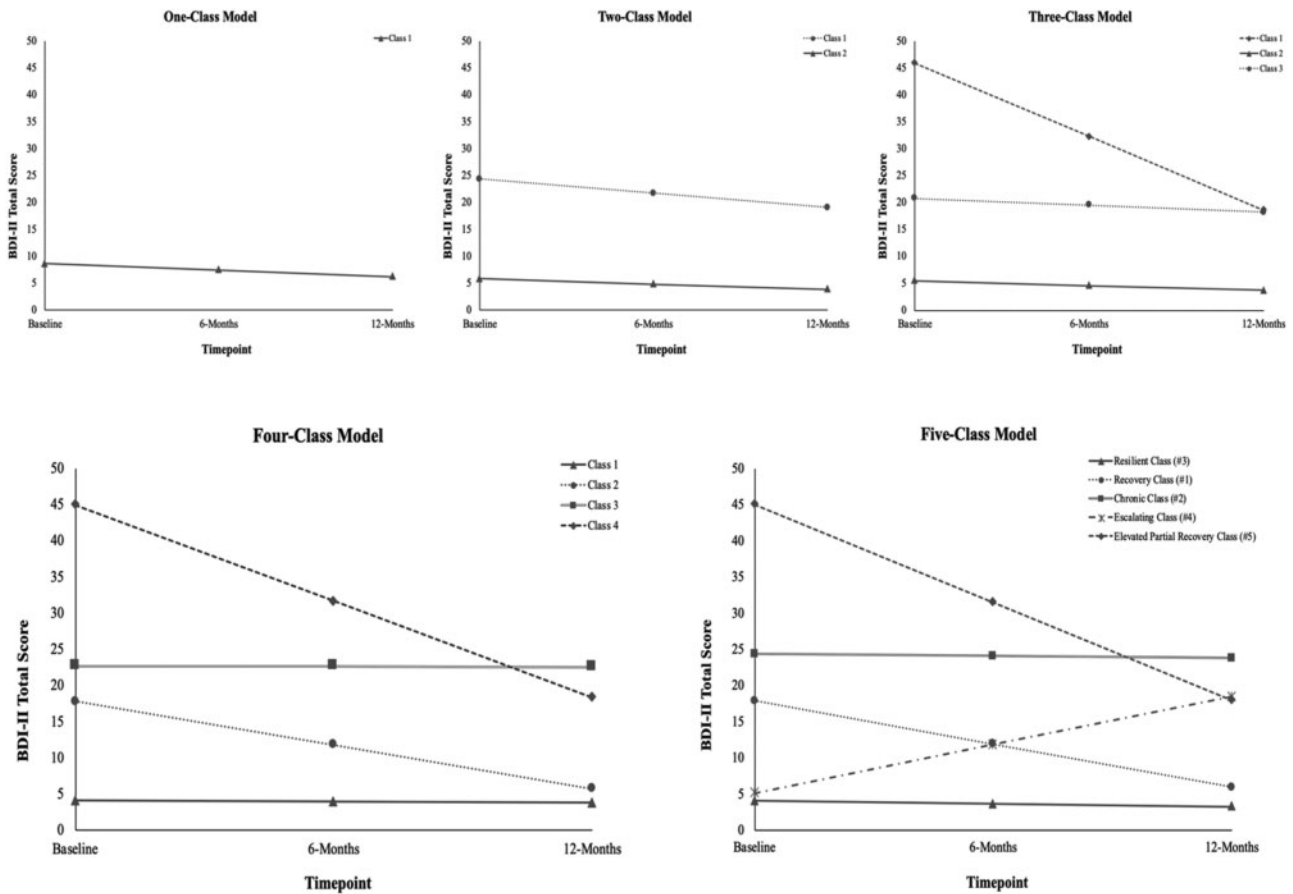 One-Class Model
Class 1
50
45
40
35
30
25
20
15
10
5
0
BDI-II Total Score
Baseline
6-Months
12-Months
Timepoint
Two-Class Model
Class 1
Class 2
50
45
40
35
30
25
20
15
10
5
0
BDI-II Total Score
Baseline
6-Months
12-Months
Timepoint
Three-Class Model
Class 1
Class 2
Class 3
50
45
40
35
30
25
20
15
10
5
0
BDI-II Total Score
Baseline
6-Months
12-Months
Timepoint
Four-Class Model
Class 1
Class 2
Class 3
Class 4
50
45
40
35
30
25
20
15
10
5
0
BDI-II Total Score
Baseline
6-Months
12-Months
Timepoint
Five-Class Model
Resilient Class (#3)
Recovery Class (#1)
Chronic Class (#2)
Escalating Class (#4)
Elevated Partial Recovery Class (#5)
50
45
40
35
30
25
20
15
10
5
0
BDI-II Total Score
Baseline
6-Months
12-Months
Timepoint